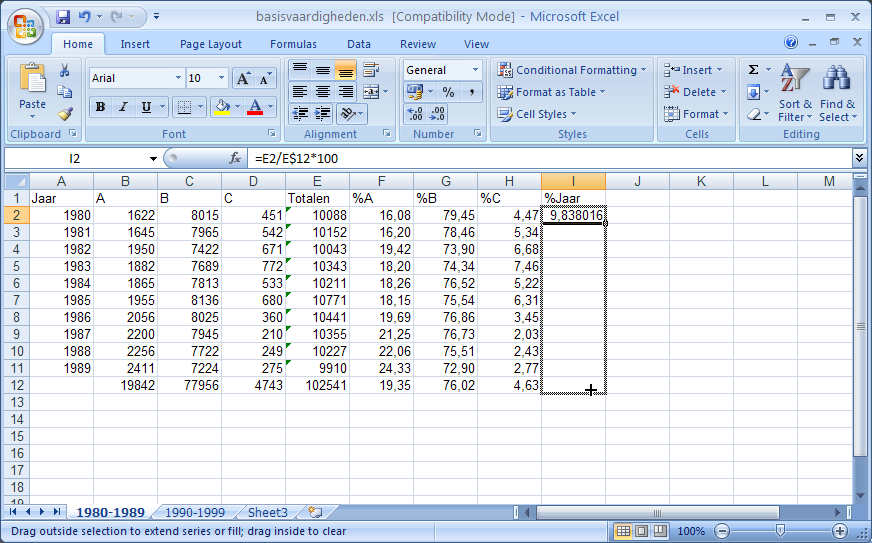 basisvaardigheden.xls [Compatibility Mode] - Microsoft Excel
Home Insert Page Layout Formulas Data Review View
Paste Arial 10 A A General Conditional Formatting Insert Σ
B I U A % , Format as Table Delete Sort & Filter Find & Select
Cell Styles Format
Clipboard Font Alignment Number Styles Cells Editing
I2 fx =E2/E$12*100
A B C D E F G H I J K L M
1 Jaar A B C Totalen %A %B %C %Jaar
2 1980 1622 8015 451 10088 16,08 79,45 4,47 9,838016
3 1981 1645 7965 542 10152 16,20 78,46 5,34
4 1982 1950 7422 671 10043 19,42 73,90 6,68
5 1983 1882 7689 772 10343 18,20 74,34 7,46
6 1984 1865 7813 533 10211 18,26 76,52 5,22
7 1985 1955 8136 680 10771 18,15 75,54 6,31
8 1986 2056 8025 360 10441 19,69 76,86 3,45
9 1987 2200 7945 210 10355 21,25 76,73 2,03
10 1988 2256 7722 249 10227 22,06 75,51 2,43
11 1989 2411 7224 275 9910 24,33 72,90 2,77
12 19842 77956 4743 102541 19,35 76,02 4,63
13
14
15
16
17
18
19
1980-1989 1990-1999 Sheet3
Drag outside selection to extend series or fill; drag inside to clear 100%